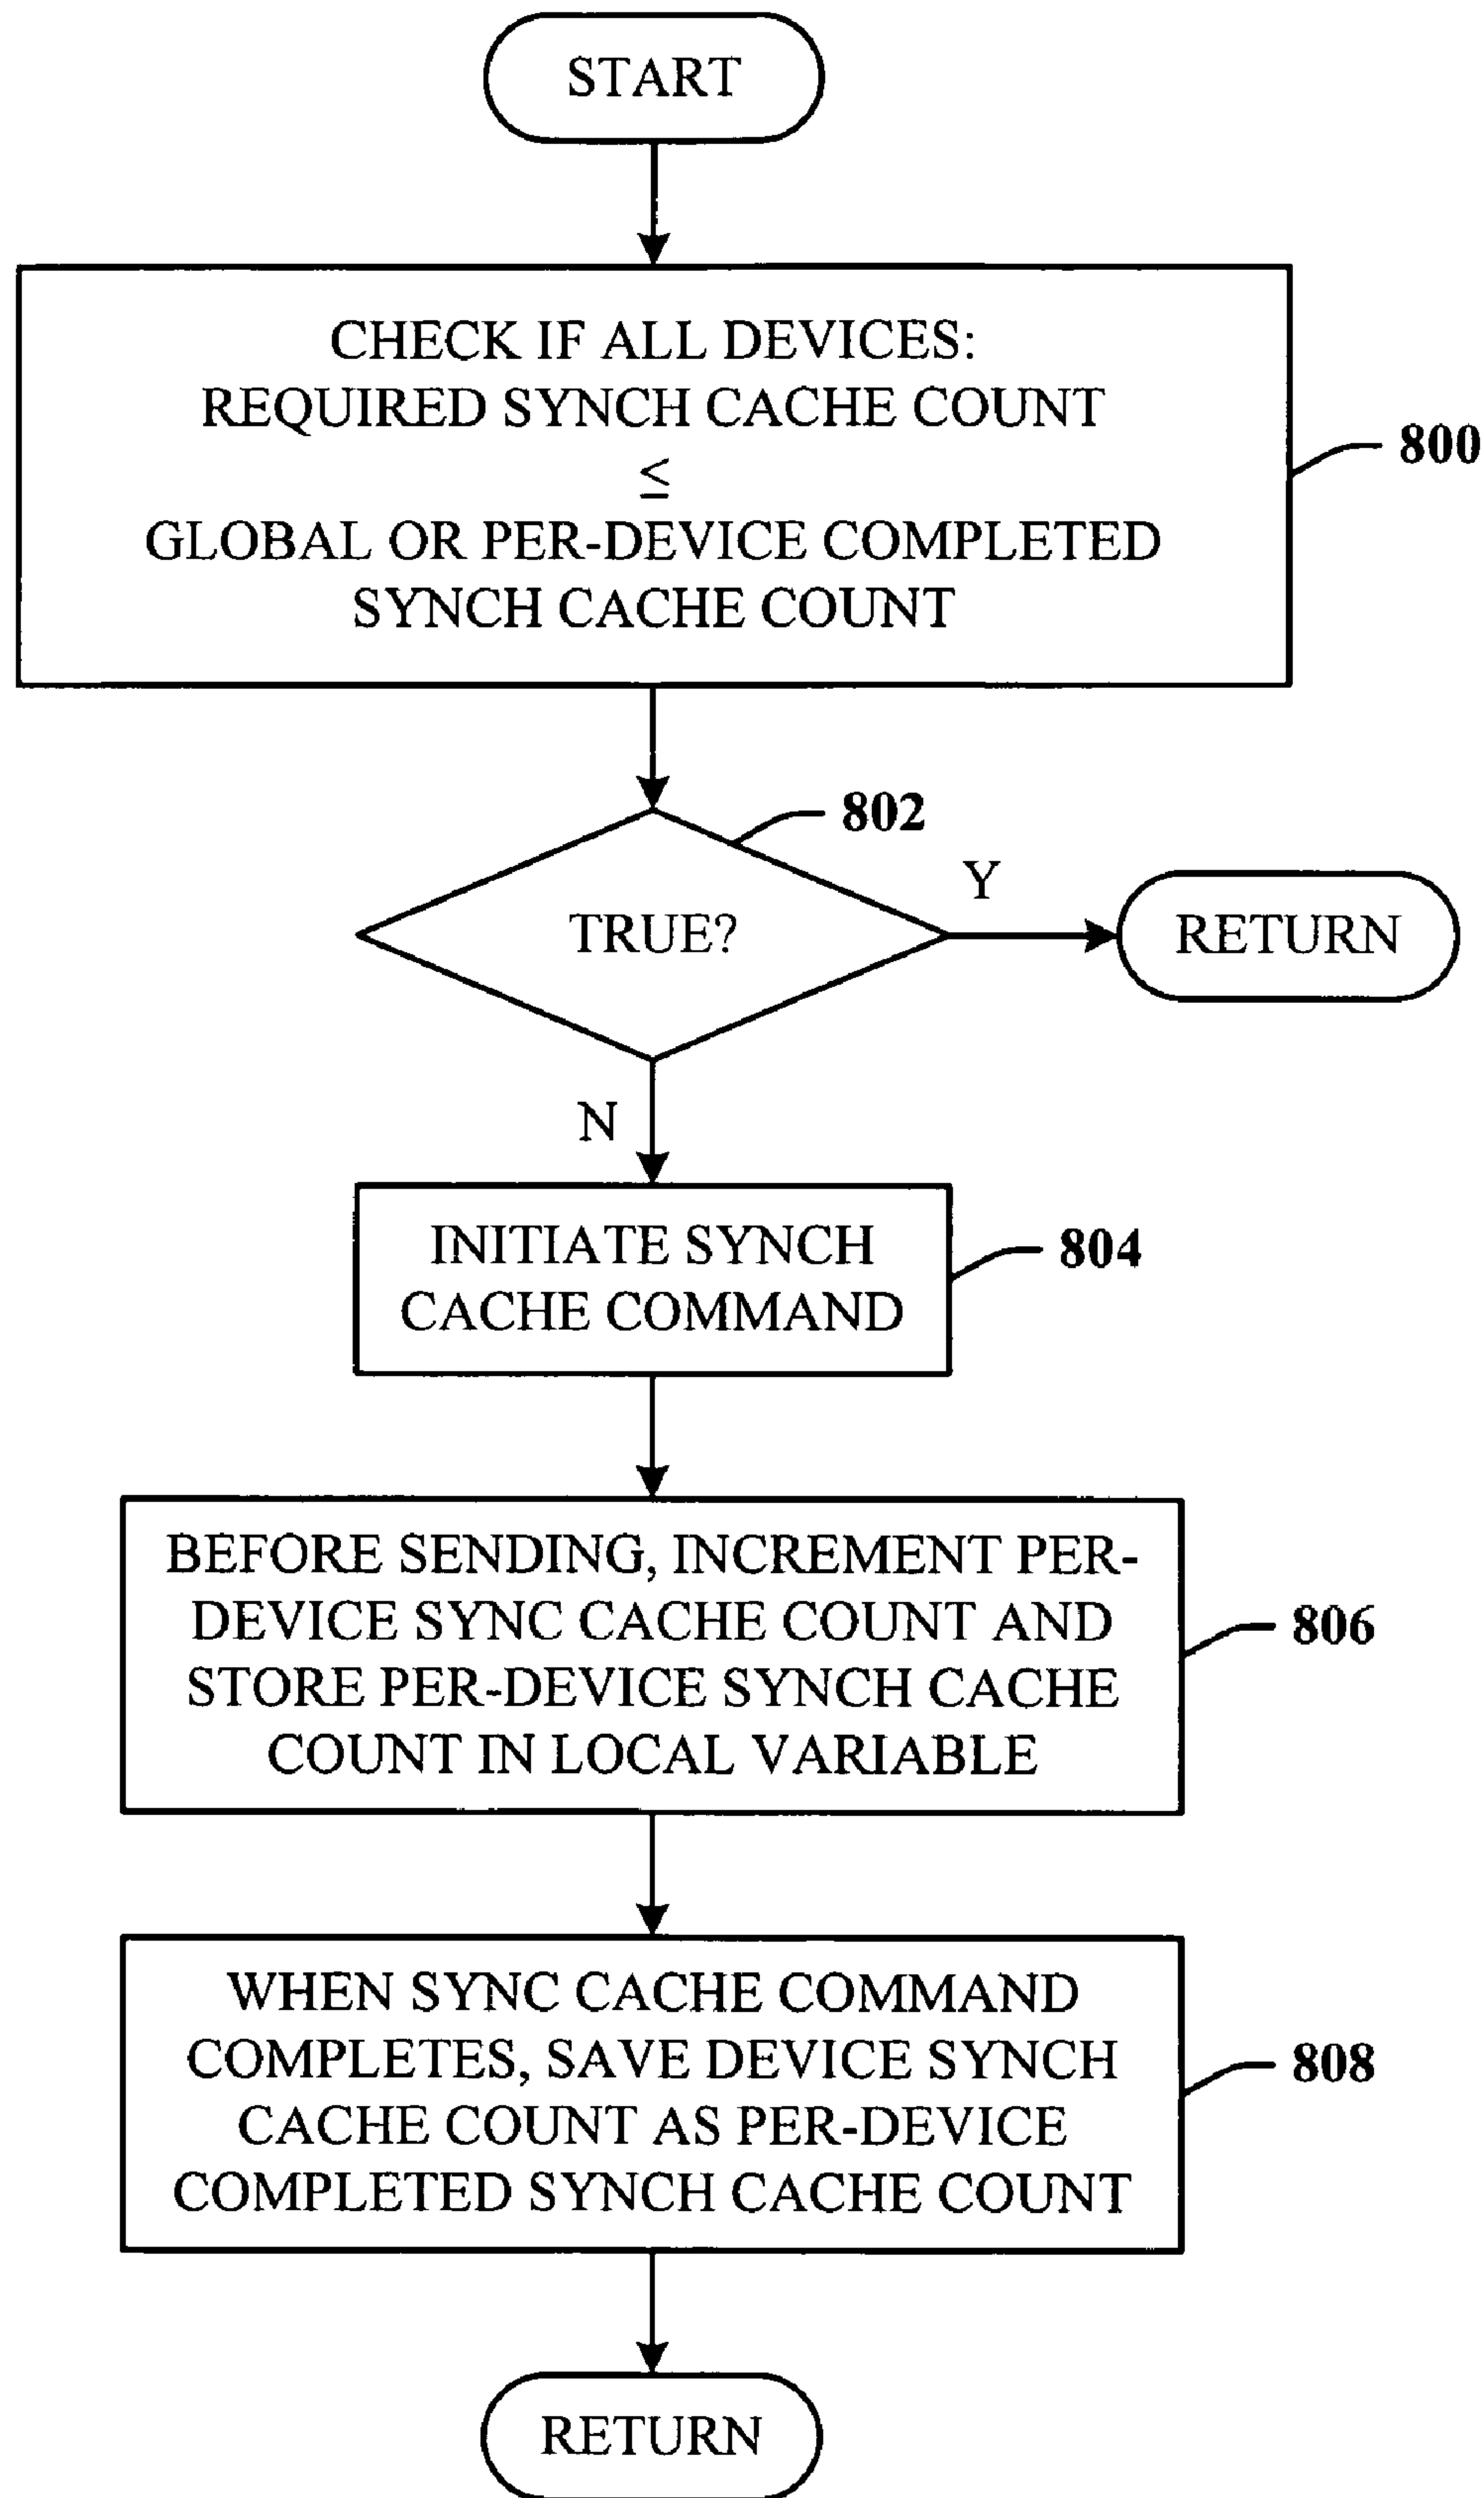 START
CHECK IF ALL DEVICES:
REQUIRED SYNCH CACHE COUNT
≤
GLOBAL OR PER-DEVICE COMPLETED
SYNCH CACHE COUNT
800
802
TRUE?
Y
RETURN
N
INITIATE SYNCH
CACHE COMMAND
804
BEFORE SENDING, INCREMENT PER-
DEVICE SYNC CACHE COUNT AND
STORE PER-DEVICE SYNCH CACHE
COUNT IN LOCAL VARIABLE
806
WHEN SYNC CACHE COMMAND
COMPLETES, SAVE DEVICE SYNCH
CACHE COUNT AS PER-DEVICE
COMPLETED SYNCH CACHE COUNT
808
RETURN